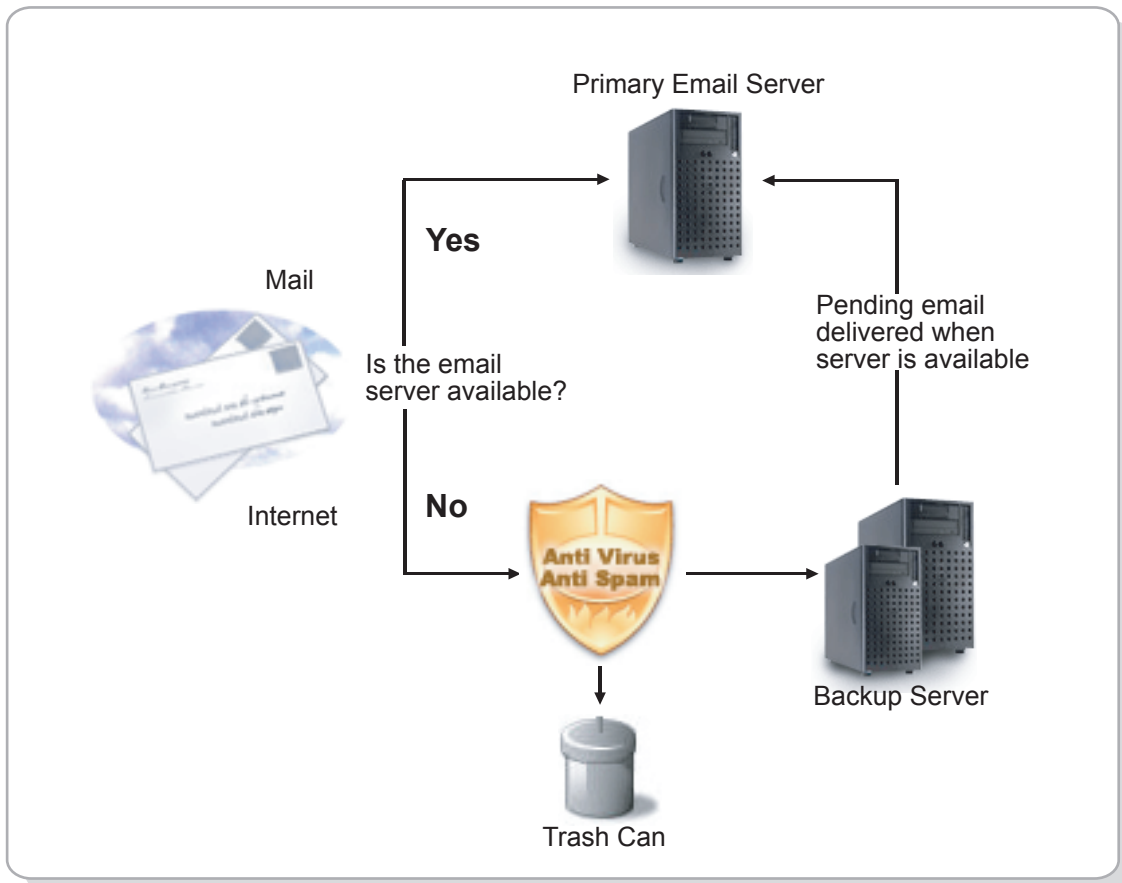 Primary Email Server
Yes
Mail
Pending email
delivered when
server is available
Is the email
server available?
No
Internet
Anti Virus
Anti Spam
Backup Server
Trash Can